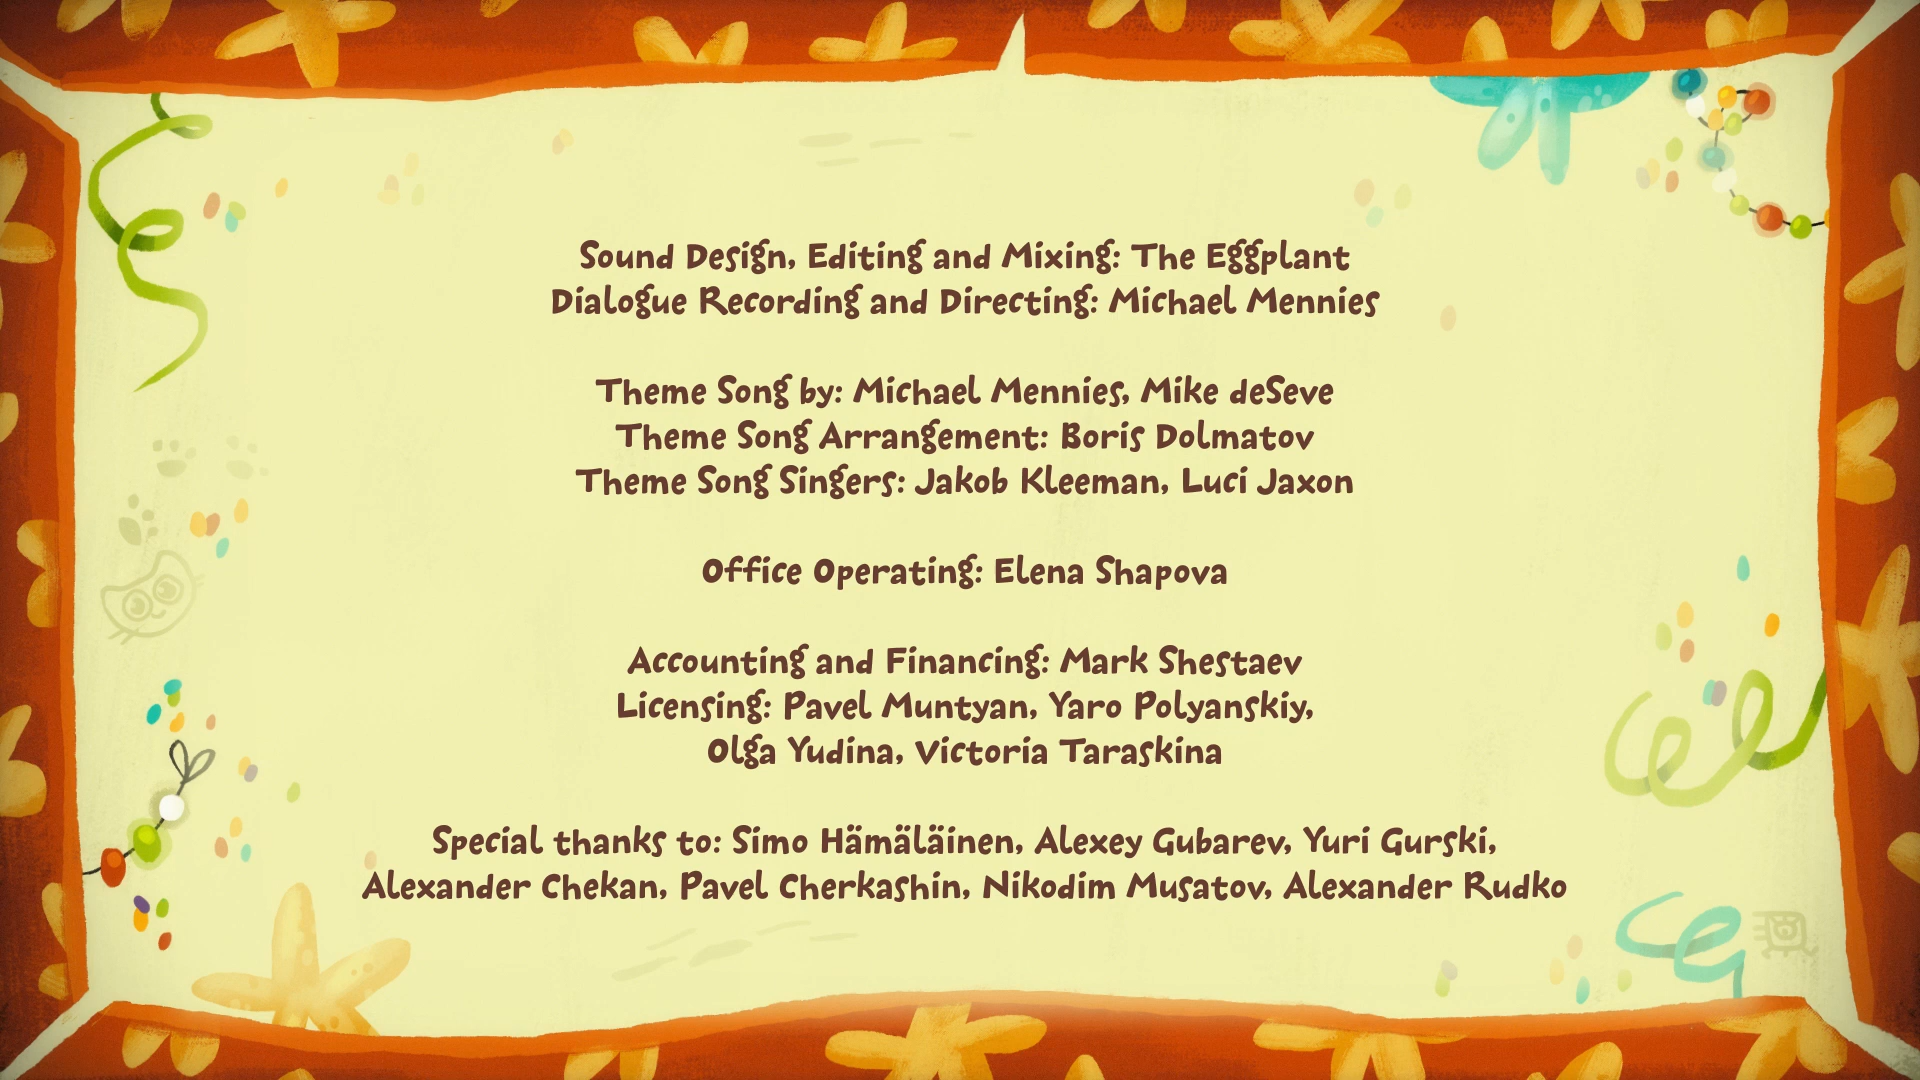 Sound Design, Editing and Mixing: The Eggplant
Dialogue Recording and Directing: Michael Mennies
Theme Song by: Michael Mennies, Mike deSeve
Theme Song Arrangement: Boris Dolmatov
Theme Song Singers: Jakob Kleeman, Luci Jaxon
Office Operating: Elena Shapova
Accounting and Financing: Mark Shestaev
Licensing: Pavel Muntyan, Yaro Polyanskiy,
Olga Yudina, Victoria Taraskina
Special thanks to: Simo Hämäläinen, Alexey Gubarev, Yuri Gurski,
Alexander Chekan, Pavel Cherkashin, Nikodim Musatov, Alexander Rudko